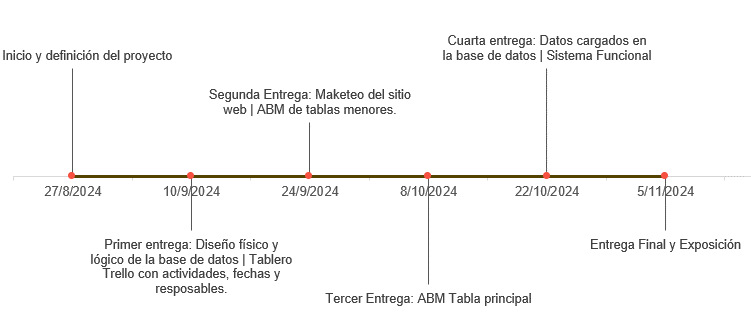 Cuarta entrega: Datos cargados en
la base de datos | Sistema Funcional
Inicio y definición del proyecto
Segunda Entrega: Maketeo del sitio
web | ABM de tablas menores.
27/8/2024
10/9/2024
24/9/2024
8/10/2024
22/10/2024
5/11/2024
Primer entrega: Diseño físico y
lógico de la base de datos | Tablero
Trello con actividades, fechas y
resposables.
Entrega Final y Exposición
Tercer Entrega: ABM Tabla principal